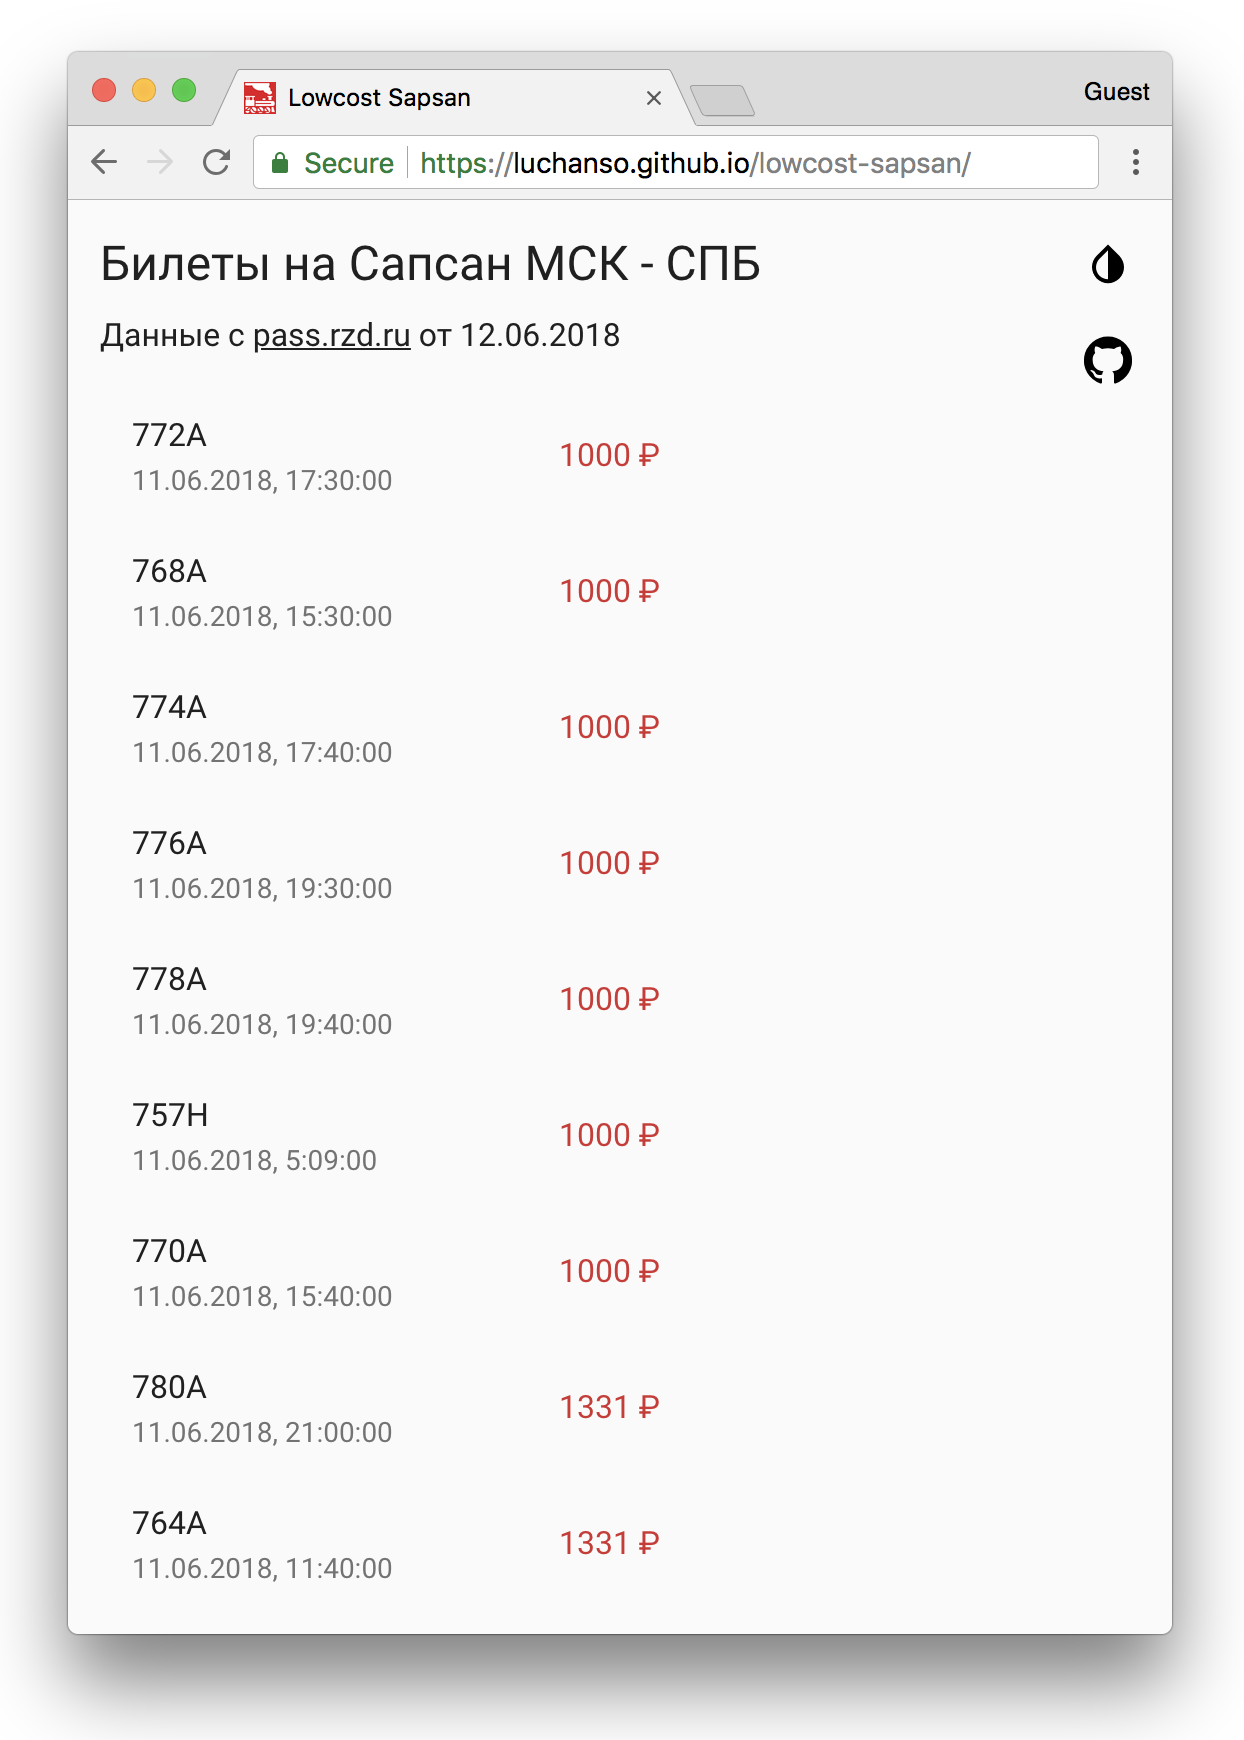 Lowcost Sapsan
Guest
Secure https://luchanso.github.io/lowcost-sapsan/
Билеты на Сапсан МСК - СПБ
Данные с pass.rzd.ru от 12.06.2018
772А
1000 ₽
11.06.2018, 17:30:00
768А
1000 ₽
11.06.2018, 15:30:00
774А
1000 ₽
11.06.2018, 17:40:00
776А
1000 ₽
11.06.2018, 19:30:00
778А
1000 ₽
11.06.2018, 19:40:00
757Н
1000 ₽
11.06.2018, 5:09:00
770А
1000 ₽
11.06.2018, 15:40:00
780А
1331 ₽
11.06.2018, 21:00:00
764А
1331 ₽
11.06.2018, 11:40:00